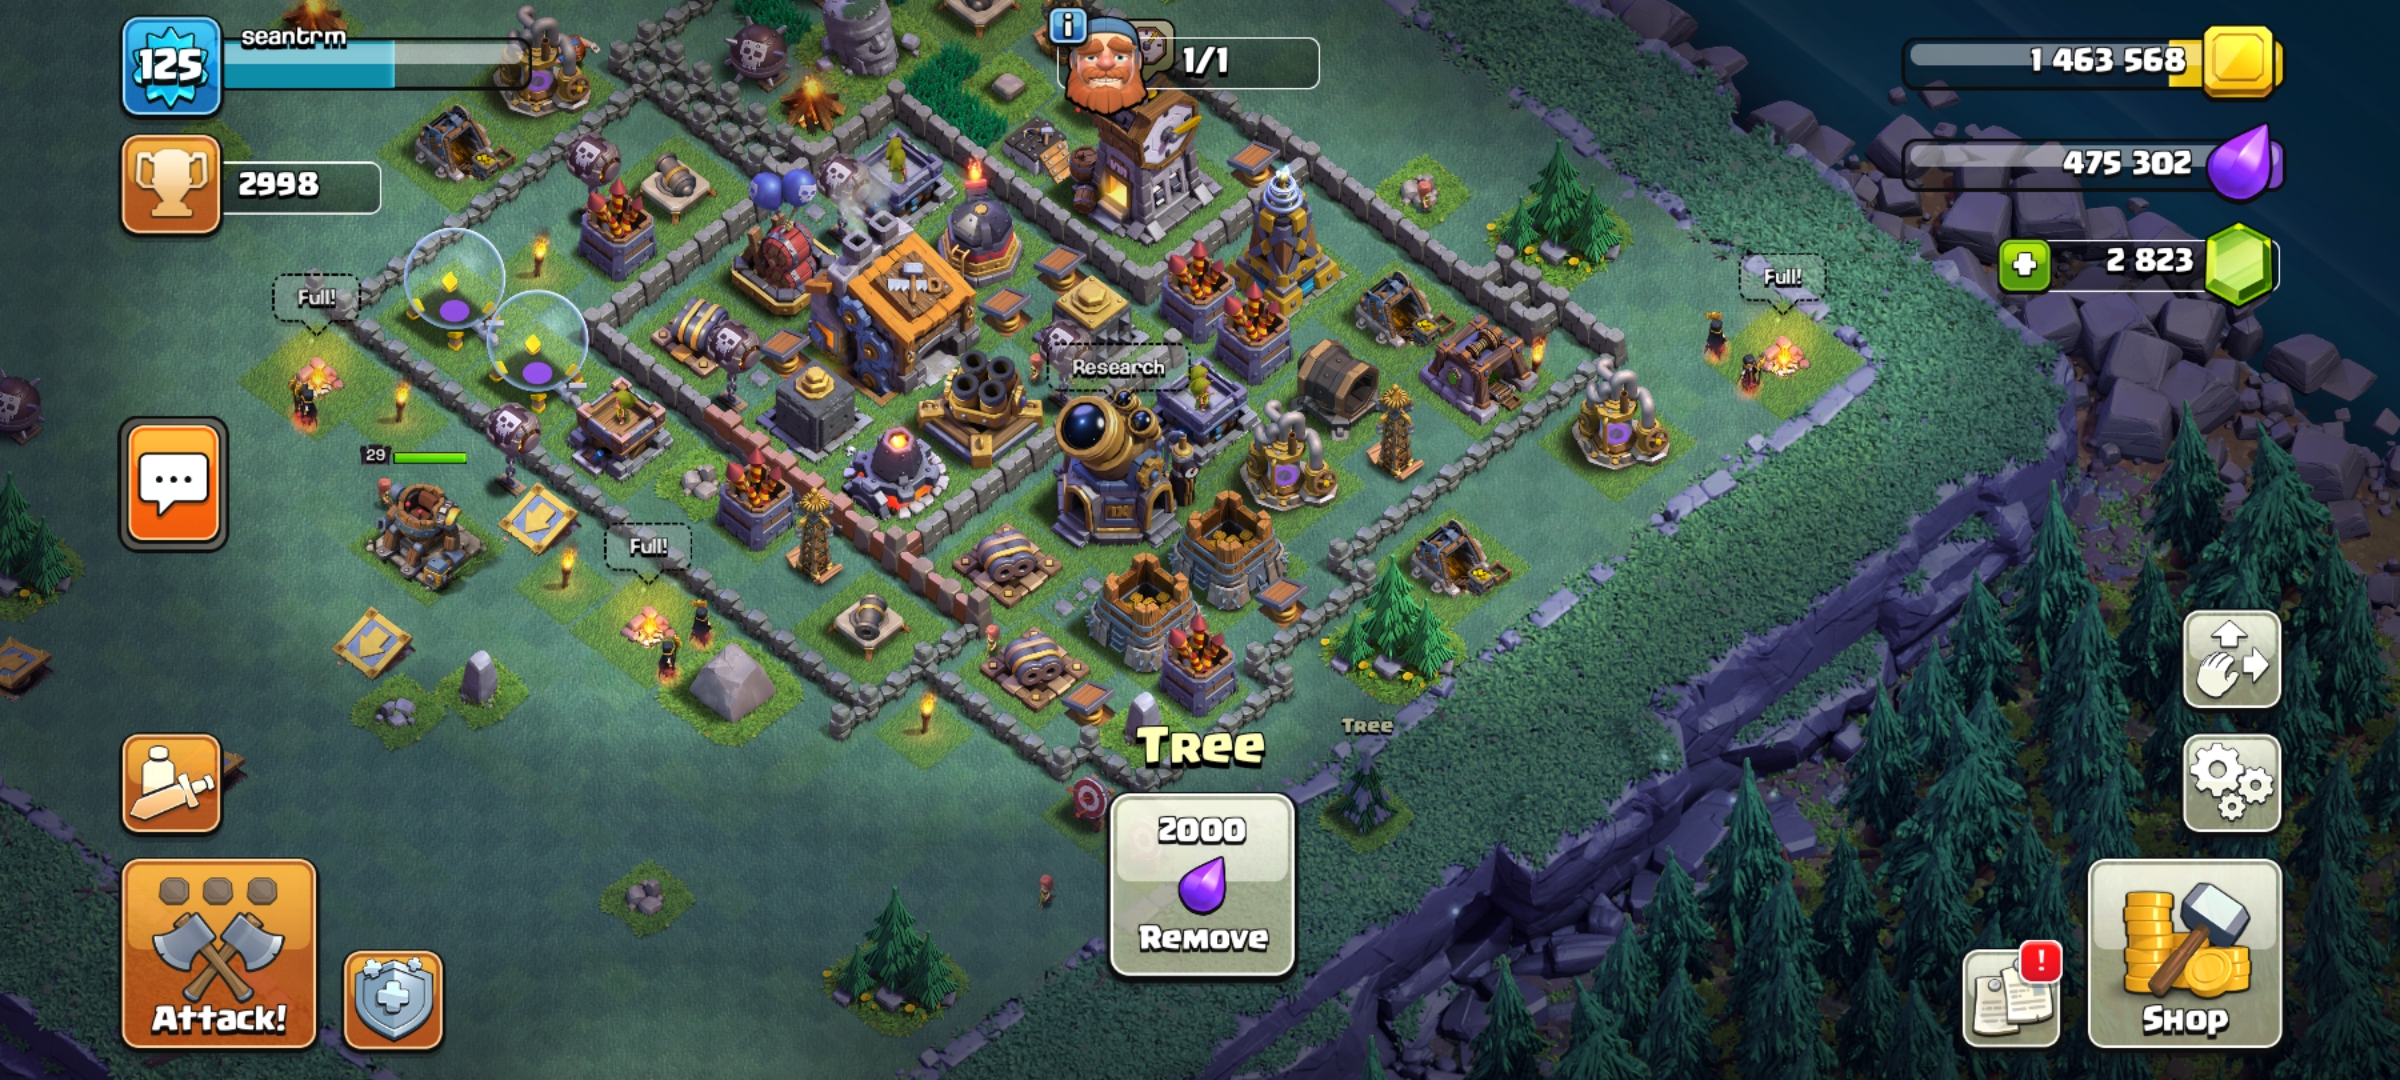 125
seantrm
1/1
1 463 568
2998
475 302
2 823
Full!
Full!
Research
29
Full!
Tree
Tree
2000
Remove
Attack!
!
Shop